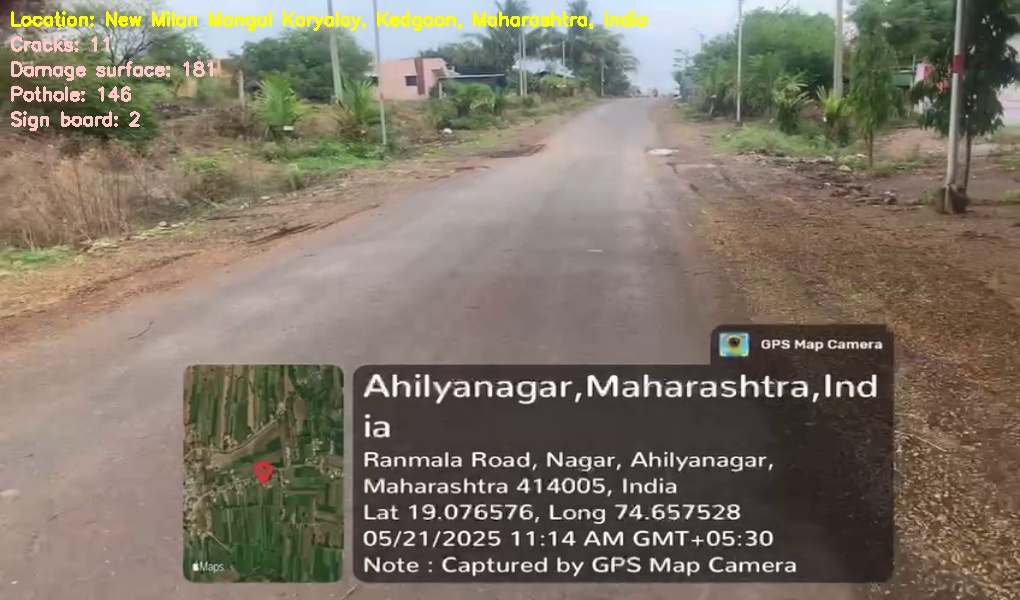 Location: New Milan Mangal Karyalay, Kedgaon, Maharashtra, India
Cracks: 11
Damage surface: 181
Pothole: 146
Sign board: 2
GPS Map Camera
Ahilyanagar,Maharashtra,Ind
ia
Ranmala Road, Nagar, Ahilyanagar,
Maharashtra 414005, India
Lat 19.076576, Long 74.657528
05/21/2025 11:14 AM GMT+05:30
Note : Captured by GPS Map Camera
Maps